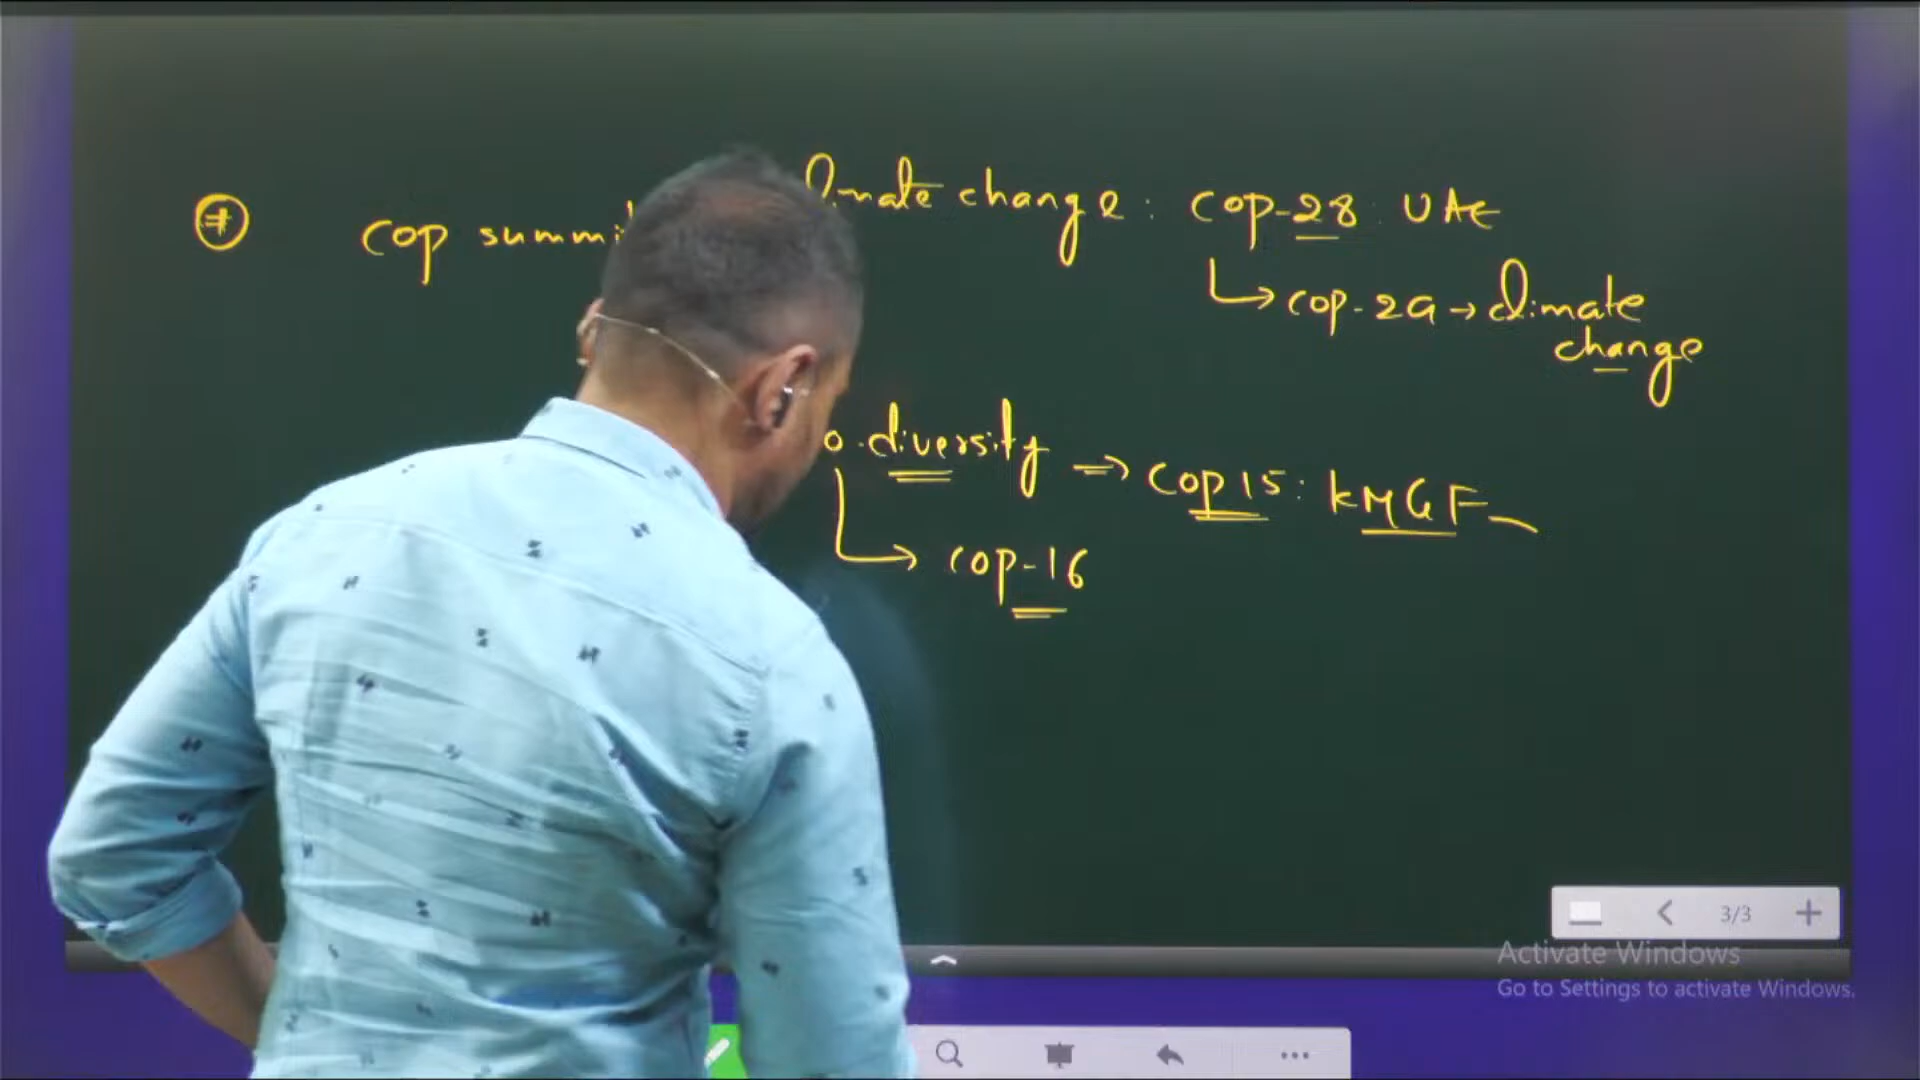 # cop summi limate change : cop-28 : UAE
↳ cop-29 → climate
change
o.diversity ⇒ cop 15 : KMGF
↳ cop-16
3/3
Activate Windows
Go to Settings to activate Windows.